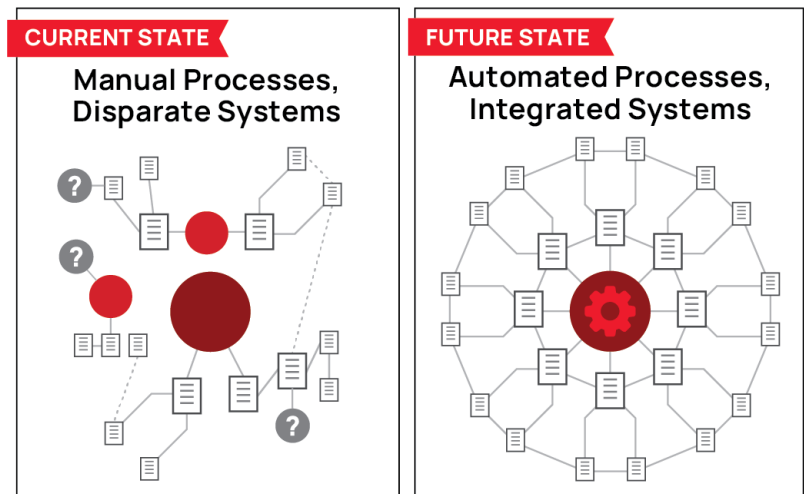 CURRENT STATE
Manual Processes,
Disparate Systems
?
?
?
FUTURE STATE
Automated Processes,
Integrated Systems